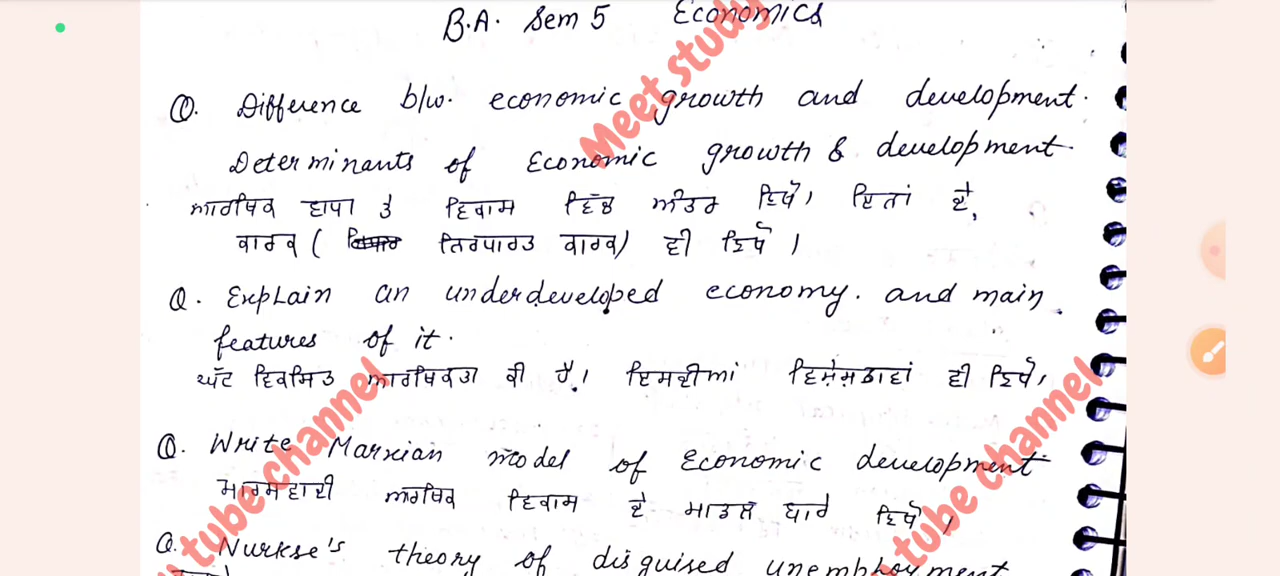 B.A. Sem 5 Economics
Q. Difference b/w. economic growth and development.
Determinants of Economic growth & development.
ਆਰਥਿਕ ਵਾਧਾ ਤੇ ਵਿਕਾਸ ਵਿੱਚ ਅੰਤਰ ਲਿਖੋ। ਇਨਾਂ ਦੇ,
ਕਾਰਕ ( ਨਿਰਧਾਰਤ ਕਾਰਕ) ਵੀ ਲਿਖੋ।
Q. Explain an underdeveloped economy. and main
features of it.
ਘੱਟ ਵਿਕਸਿਤ ਆਰਥਿਕਤਾ ਕੀ ਹੈ। ਇਸਦੀਆਂ ਵਿਸ਼ੇਸ਼ਤਾਵਾਂ ਵੀ ਲਿਖੋ।
Q. Write Marxian model of Economic development
ਮਾਰਸਵਾਦੀ ਆਰਥਿਕ ਵਿਕਾਸ ਦੇ ਮਾਡਲ ਬਾਰੇ ਲਿਖੋ।
Q. Nurkse's theory of disguised unemployment
Meet study
tube channel
tube channel